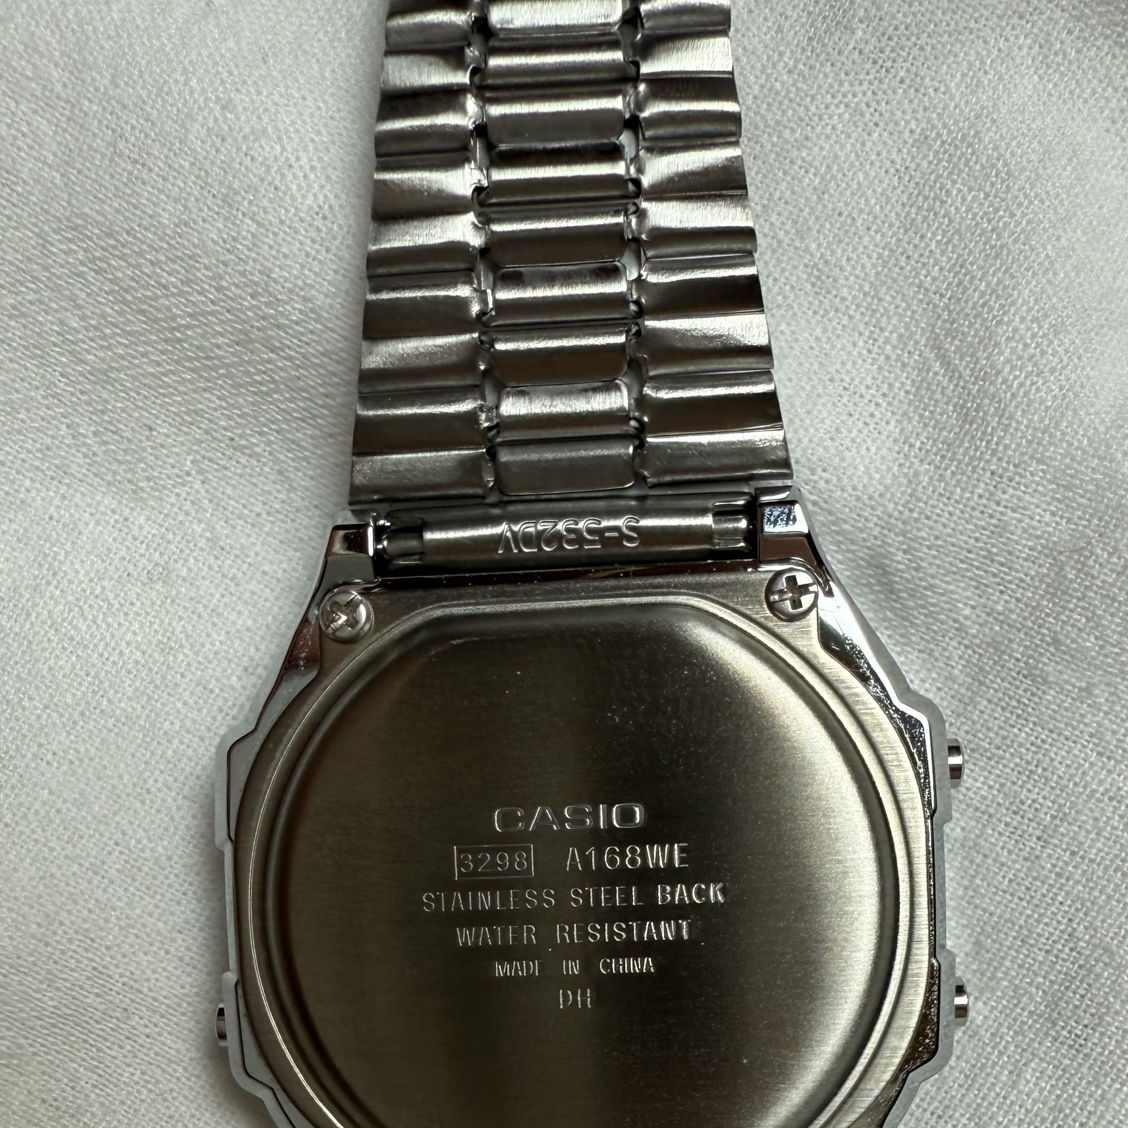 S-532DV
CASIO
3298 A168WE
STAINLESS STEEL BACK
WATER RESISTANT
MADE IN CHINA
DH